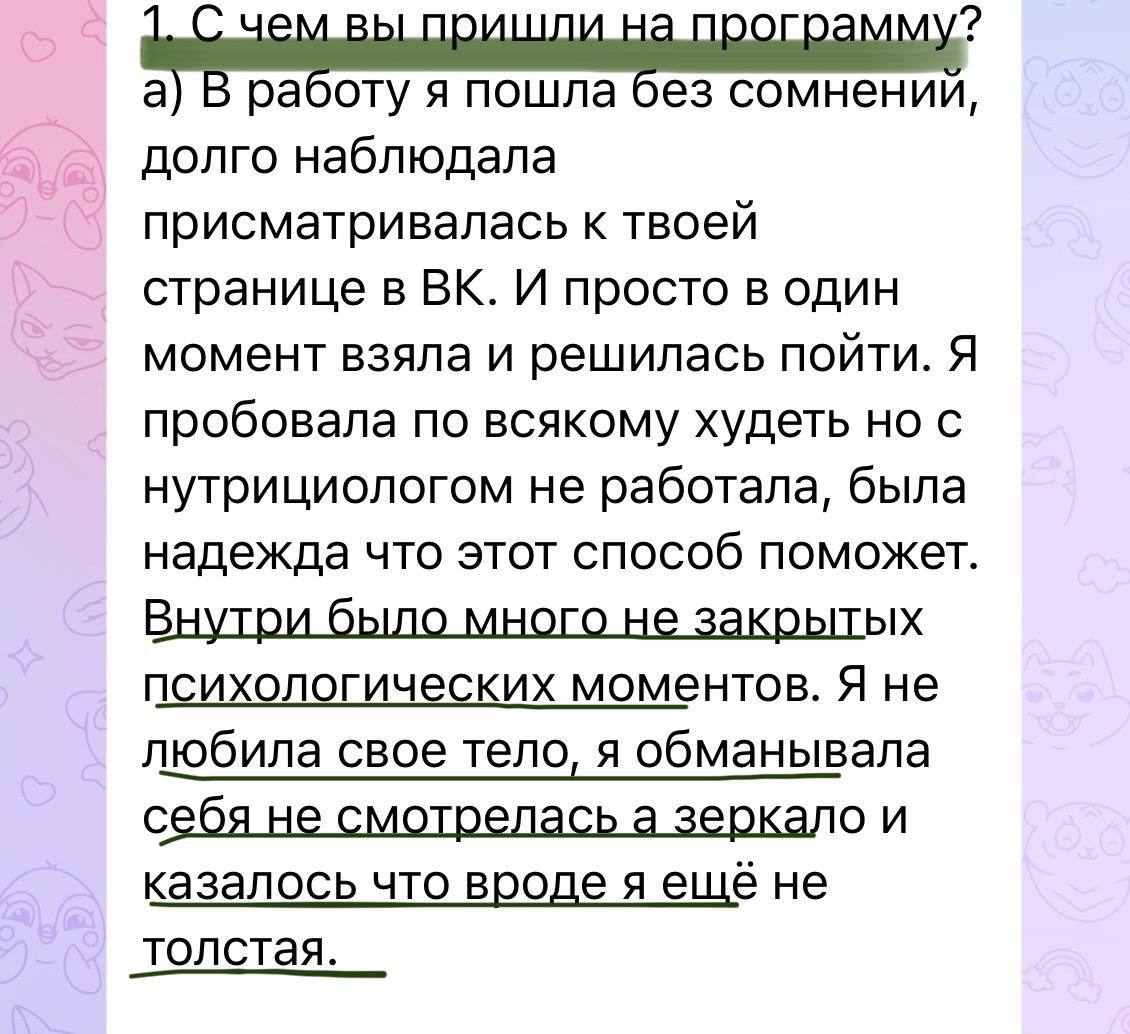 1. С чем вы пришли на программу?
а) В работу я пошла без сомнений,
долго наблюдала
присматривалась к твоей
странице в ВК. И просто в один
момент взяла и решилась пойти. Я
пробовала по всякому худеть но с
нутрициологом не работала, была
надежда что этот способ поможет.
Внутри было много не закрытых
психологических моментов. Я не
любила свое тело, я обманывала
себя не смотрелась а зеркало и
казалось что вроде я ещё не
толстая.